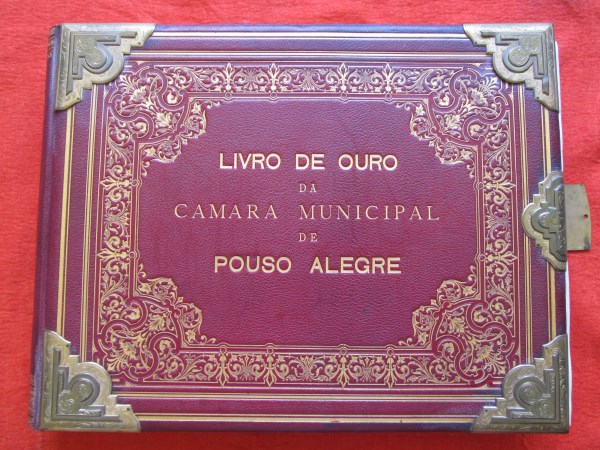 LIVRO DE OURO
DA
CAMARA MUNICIPAL
DE
POUSO ALEGRE